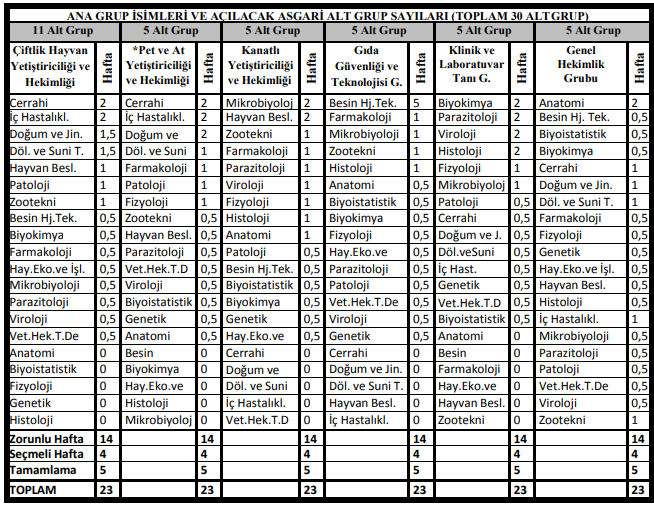 ANA GRUP İSİMLERİ VE AÇILACAK ASGARİ ALT GRUP SAYILARI (TOPLAM 30 ALTGRUP)
11 Alt Grup 5 Alt Grup 5 Alt Grup 5 Alt Grup 5 Alt Grup 5 Alt Grup
Çiftlik Hayvan Yetiştiriciliği ve Hekimliği Hafta *Pet ve At Yetiştiriciliği ve Hekimliği Hafta Kanatlı Yetiştiriciliği ve Hekimliği Hafta Gıda Güvenliği ve Teknolojisi G. Hafta Klinik ve Laboratuvar Tanı G. Hafta Genel Hekimlik Grubu Hafta
Cerrahi 2 Cerrahi 2 Mikrobiyoloj 2 Besin Hj.Tek. 5 Biyokimya 2 Anatomi 2
İç Hastalıkl. 2 İç Hastalıkl. 2 Hayvan Besl. 2 Farmakoloji 1 Parazitoloji 2 Besin Hj. Tek. 0,5
Doğum ve Jin. 1,5 Doğum ve 2 Zootekni 1 Mikrobiyoloji 1 Viroloji 2 Biyoistatistik 0,5
Döl. ve Suni T. 1,5 Döl. ve Suni 1 Farmakoloji 1 Zootekni 1 Histoloji 2 Biyokimya 0,5
Hayvan Besl. 1 Farmakoloji 1 Parazitoloji 1 Histoloji 1 Fizyoloji 1 Cerrahi 1
Patoloji 1 Patoloji 1 Viroloji 1 Anatomi 0,5 Mikrobiyoloj 1 Doğum ve Jin. 1
Zootekni 1 Fizyoloji 1 Fizyoloji 1 Biyoistatistik 0,5 Patoloji 0,5 Döl. ve Suni T. 1
Besin Hj.Tek. 0,5 Zootekni 0,5 Histoloji 1 Biyokimya 0,5 Cerrahi 0,5 Farmakoloji 0,5
Biyokimya 0,5 Hayvan Besl. 0,5 Anatomi 1 Fizyoloji 0,5 Doğum ve J. 0,5 Fizyoloji 1
Farmakoloji 0,5 Parazitoloji 0,5 Patoloji 0,5 Hay.Eko.ve 0,5 Döl.veSuni 0,5 Genetik 0,5
Hay.Eko.ve İşl. 0,5 Vet.Hek.T.D 0,5 Besin Hj.Tek. 0,5 Parazitoloji 0,5 İç Hast. 0,5 Hay.Eko.ve İşl. 0,5
Mikrobiyoloji 0,5 Viroloji 0,5 Biyoistatistik 0,5 Patoloji 0,5 Genetik 0,5 Hayvan Besl. 0,5
Parazitoloji 0,5 Biyoistatistik 0,5 Biyokimya 0,5 Vet.Hek.T.De 0,5 Vet.Hek.T.D 0,5 Histoloji 0,5
Viroloji 0,5 Genetik 0,5 Genetik 0,5 Viroloji 0,5 Biyoistatistik 0,5 İç Hastalıkl. 1
Vet.Hek.T.De 0,5 Anatomi 0,5 Hay.Eko.ve 0,5 Genetik 0,5 Anatomi 0 Mikrobiyoloji 0,5
Anatomi 0 Besin 0 Cerrahi 0 Cerrahi 0 Besin 0 Parazitoloji 0,5
Biyoistatistik 0 Biyokimya 0 Doğum ve 0 Doğum ve Jin. 0 Farmakoloji 0 Patoloji 0,5
Fizyoloji 0 Hay.Eko.ve 0 Döl. ve Suni 0 Döl. ve Suni T. 0 Hay.Eko.ve 0 Vet.Hek.T.De 0,5
Genetik 0 Histoloji 0 İç Hastalıkl. 0 Hayvan Besl. 0 Hayvan Besl. 0 Viroloji 0,5
Histoloji 0 Mikrobiyoloj 0 Vet.Hek.T.D 0 İç Hastalıkl. 0 Zootekni 0 Zootekni 1
Zorunlu Hafta 14 14 14 14 14 14
Seçmeli Hafta 4 4 4 4 4 4
Tamamlama 5 5 5 5 5 5
TOPLAM 23 23 23 23 23 23